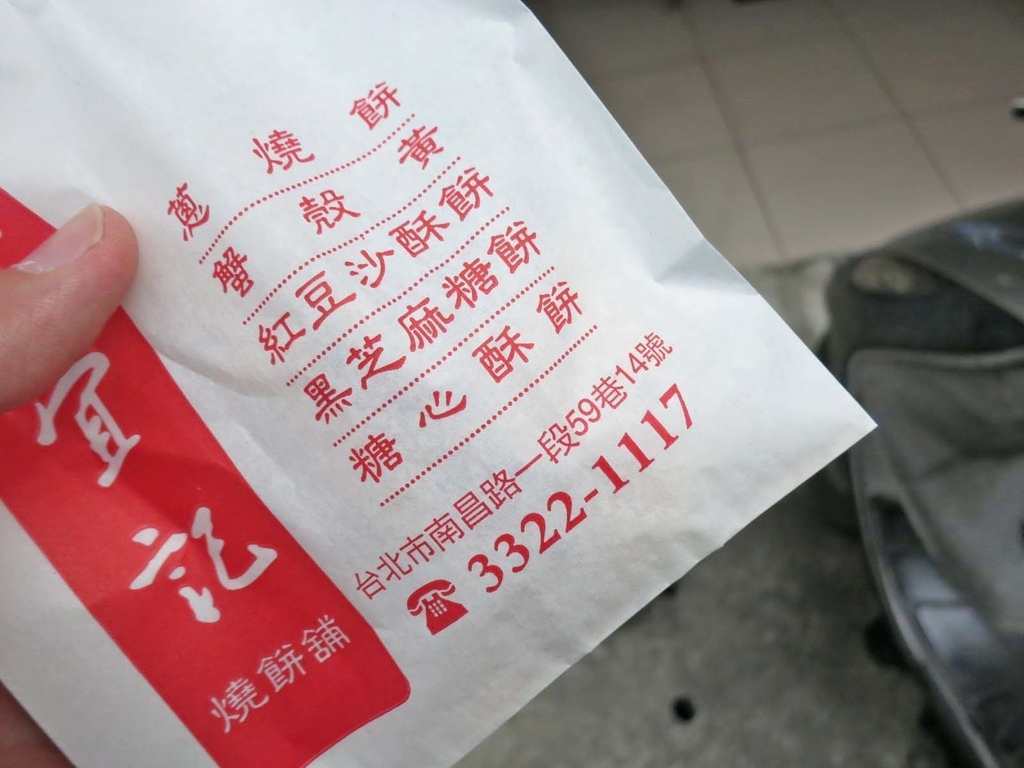 蔥燒餅
蟹殼黃
紅豆沙酥餅
黑芝麻糖餅
糖心酥餅
台北市南昌路一段59巷14號
☎3322-1117
宜記
燒餅舖